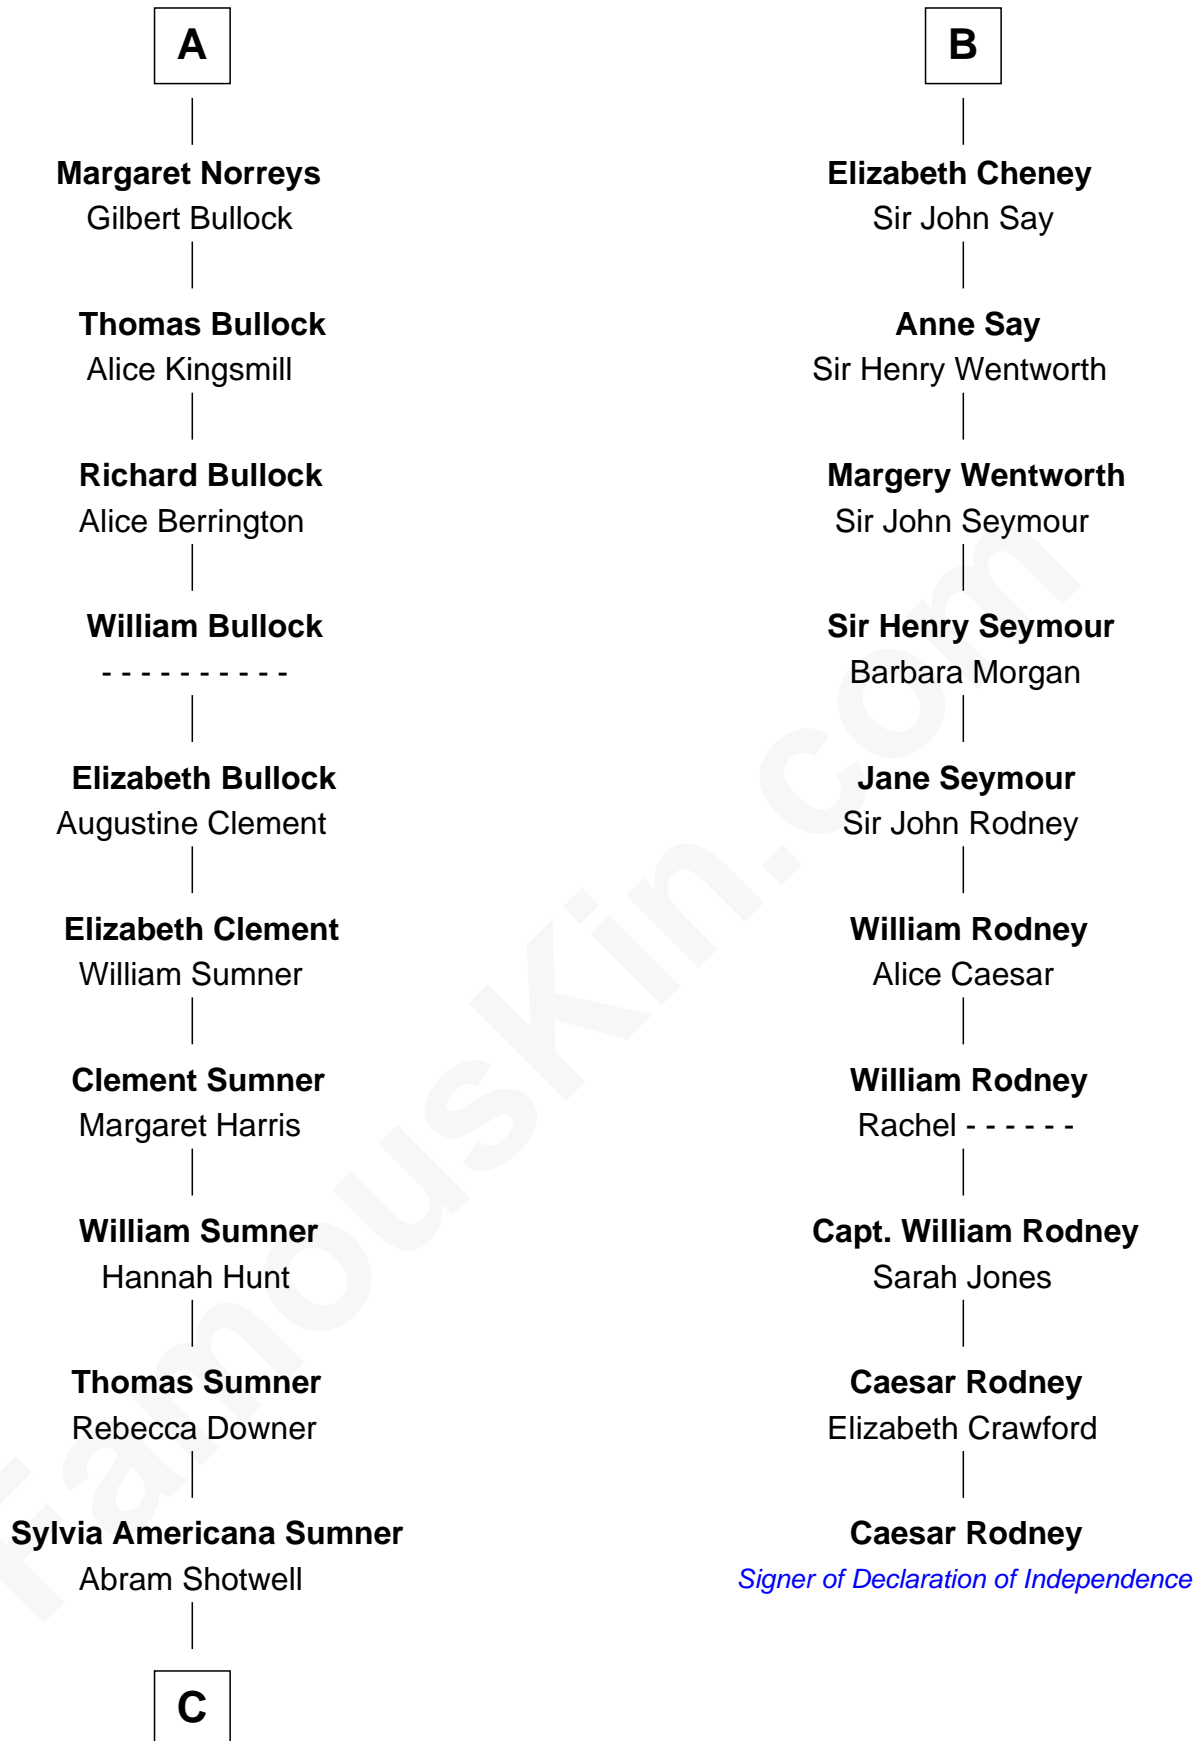 A
Margaret Norreys
Gilbert Bullock
Thomas Bullock
Alice Kingsmill
Richard Bullock
Alice Berrington
William Bullock
- - - - - - - - - -
Elizabeth Bullock
Augustine Clement
Elizabeth Clement
William Sumner
Clement Sumner
Margaret Harris
William Sumner
Hannah Hunt
Thomas Sumner
Rebecca Downer
Sylvia Americana Sumner
Abram Shotwell
C
B
Elizabeth Cheney
Sir John Say
Anne Say
Sir Henry Wentworth
Margery Wentworth
Sir John Seymour
Sir Henry Seymour
Barbara Morgan
Jane Seymour
Sir John Rodney
William Rodney
Alice Caesar
William Rodney
Rachel - - - - - -
Capt. William Rodney
Sarah Jones
Caesar Rodney
Elizabeth Crawford
Caesar Rodney
Signer of Declaration of Independence
FamousKin.com